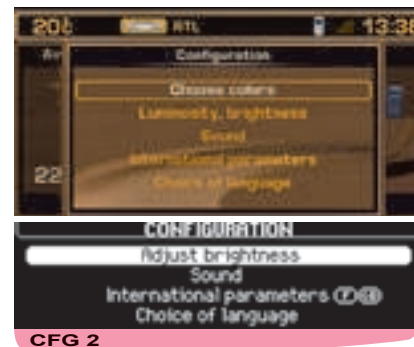 20° RTL 13:38
Air
Configuration
Choose colors
Luminosity, brightness
Sound
International parameters
22 Choice of language
CONFIGURATION
Adjust brightness
Sound
International parameters
Choice of language
CFG 2